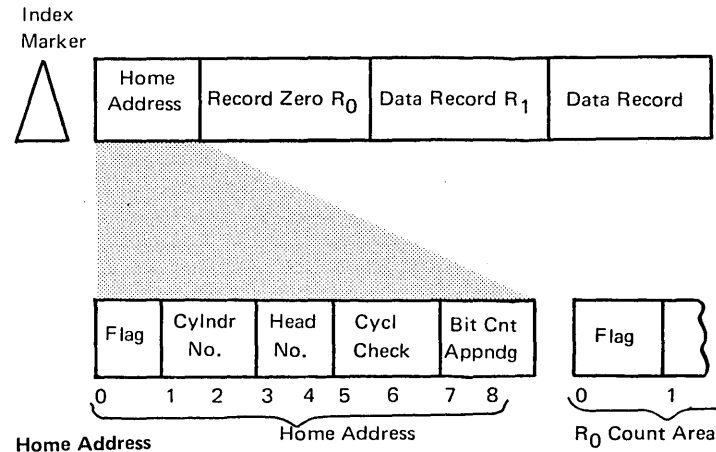 Index
Marker
Home
Address
Record Zero R0
Data Record R1
Data Record
Flag
Cylndr
No.
Head
No.
Cycl
Check
Bit Cnt
Appndg
Flag
0 1 2 3 4 5 6 7 8 0 1
Home Address
R0 Count Area
Home Address